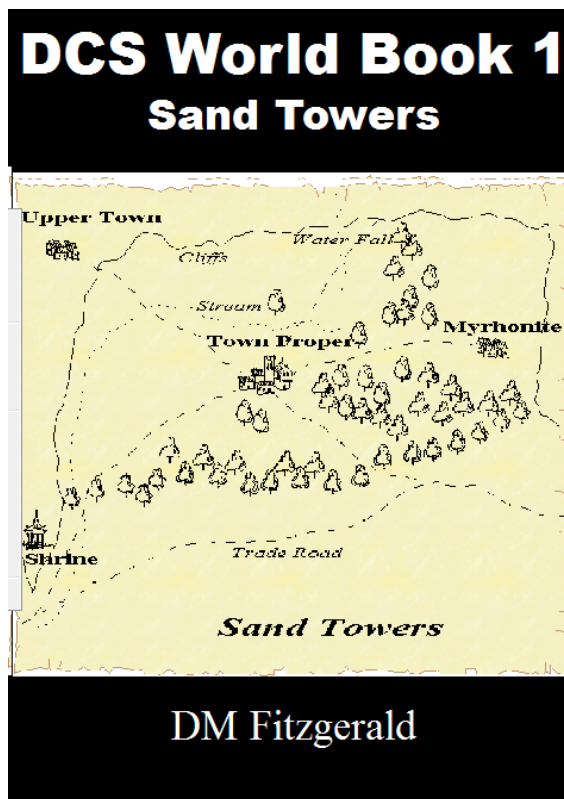 DCS World Book 1
Sand Towers
Upper Town
Water Fall
Cliffs
Stream
Town Proper
Myrhonite
Shrine
Trade Road
Sand Towers
DM Fitzgerald